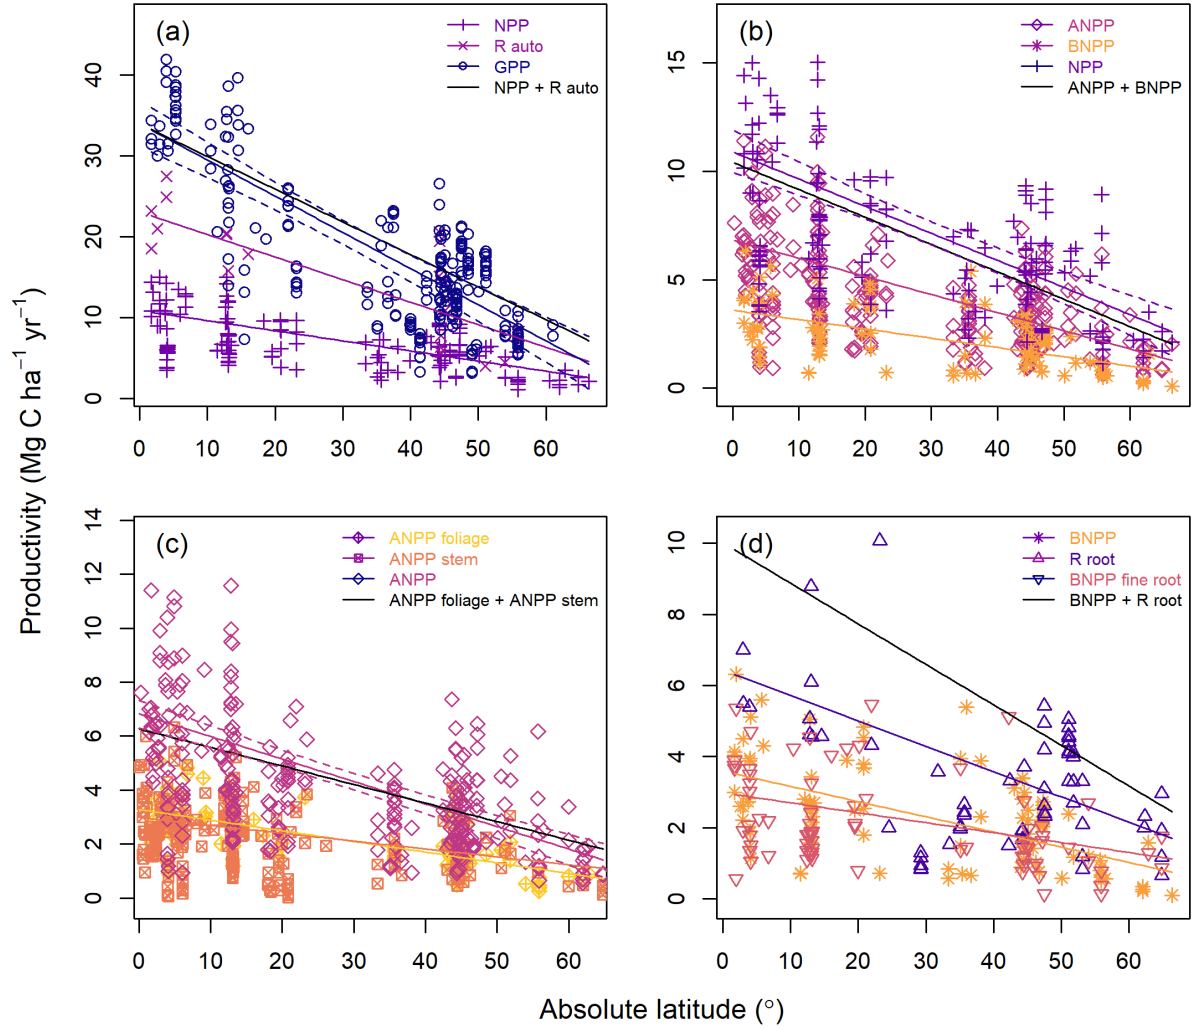 (a)
NPP
R auto
GPP
NPP + R auto
0 10 20 30 40
0 10 20 30 40 50 60
(b)
ANPP
BNPP
NPP
ANPP + BNPP
0 5 10 15
0 10 20 30 40 50 60
(c)
ANPP foliage
ANPP stem
ANPP
ANPP foliage + ANPP stem
0 2 4 6 8 10 12 14
0 10 20 30 40 50 60
(d)
BNPP
R root
BNPP fine root
BNPP + R root
0 2 4 6 8 10
0 10 20 30 40 50 60
Productivity (Mg C ha⁻¹ yr⁻¹)
Absolute latitude (°)